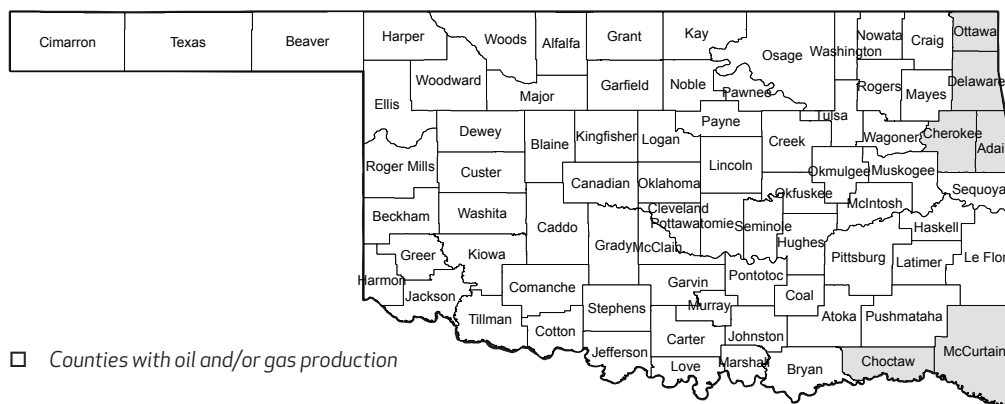 Cimarron
Texas
Beaver
Harper
Woods
Alfalfa
Grant
Kay
Osage
Washington
Nowata
Craig
Ottawa
Woodward
Ellis
Major
Garfield
Noble
Pawnee
Rogers
Mayes
Delaware
Dewey
Blaine
Kingfisher
Logan
Payne
Creek
Tulsa
Wagoner
Cherokee
Adai
Roger Mills
Custer
Canadian
Oklahoma
Lincoln
Okmulgee
Muskogee
Sequoya
Beckham
Washita
Caddo
Grady
Cleveland
Pottawatomie
McClain
Seminole
Okfuskee
Hughes
McIntosh
Haskell
Greer
Kiowa
Pittsburg
Latimer
Le Flor
Harmon
Jackson
Comanche
Garvin
Pontotoc
Coal
Tillman
Cotton
Stephens
Murray
Atoka
Pushmataha
Carter
Johnston
McCurtain
Jefferson
Love
Marshall
Bryan
Choctaw
Counties with oil and/or gas production